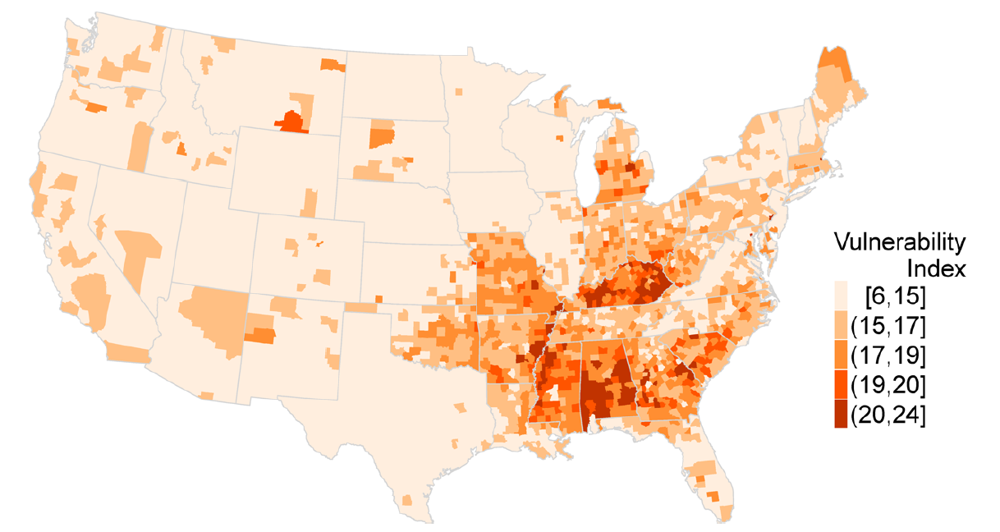 Vulnerability
Index
[6,15]
(15,17]
(17,19]
(19,20]
(20,24]